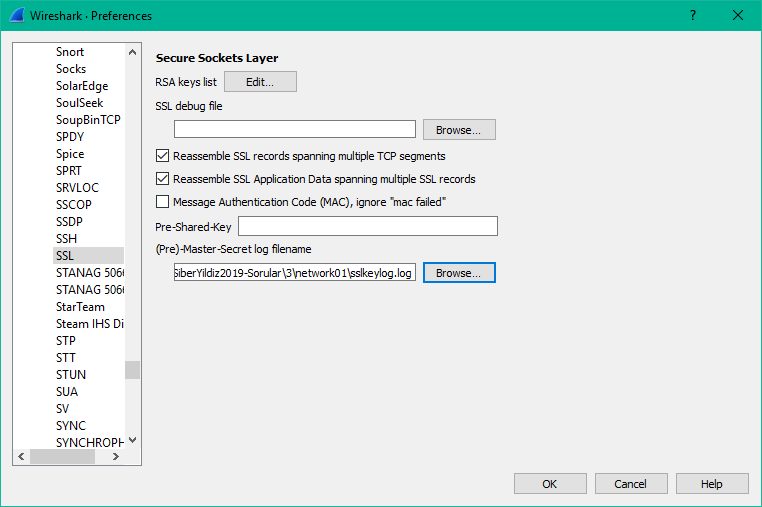 Wireshark · Preferences
?
Snort
Socks
SolarEdge
SoulSeek
SoupBinTCP
SPDY
Spice
SPRT
SRVLOC
SSCOP
SSDP
SSH
SSL
STANAG 506
STANAG 506
StarTeam
Steam IHS Di
STP
STT
STUN
SUA
SV
SYNC
SYNCHROPH
Secure Sockets Layer
RSA keys list Edit...
SSL debug file
Browse...
Reassemble SSL records spanning multiple TCP segments
Reassemble SSL Application Data spanning multiple SSL records
Message Authentication Code (MAC), ignore "mac failed"
Pre-Shared-Key
(Pre)-Master-Secret log filename
SiberYildiz2019-Sorular\3\network01\sslkeylog.log Browse...
OK Cancel Help